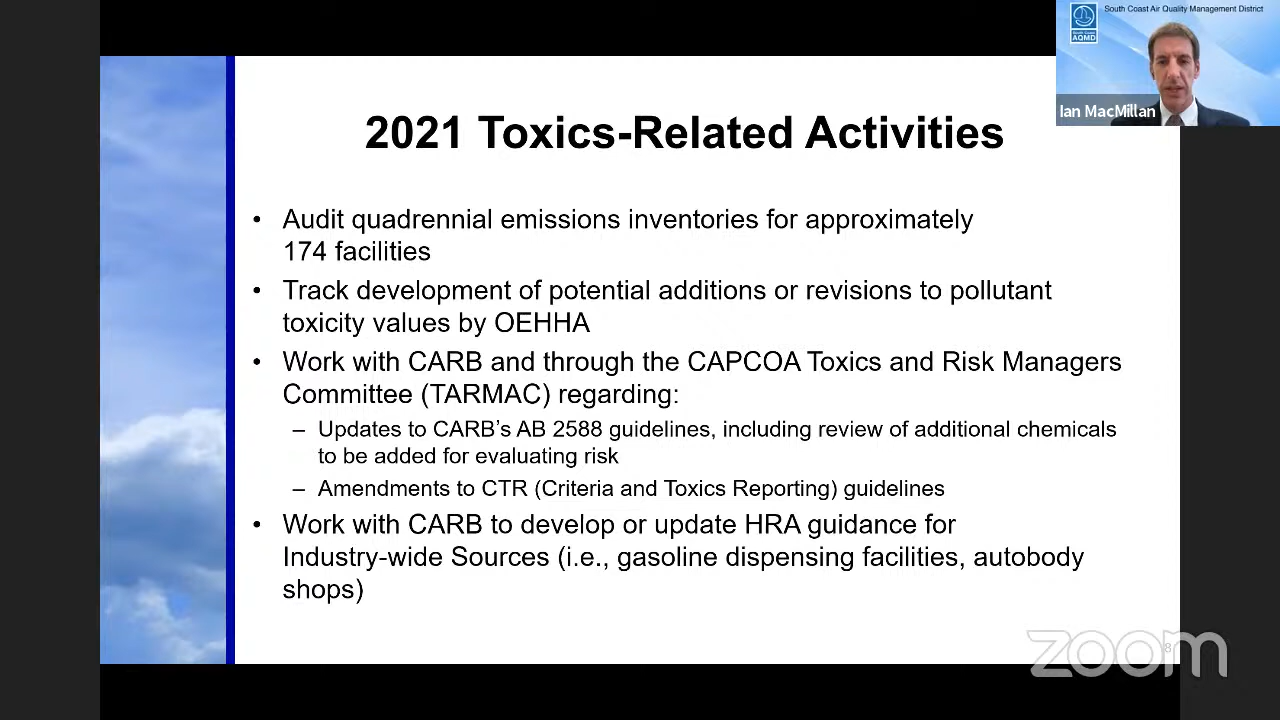 South Coast Air Quality Management District
South Coast
AQMD
Ian MacMillan
2021 Toxics-Related Activities
• Audit quadrennial emissions inventories for approximately
174 facilities
• Track development of potential additions or revisions to pollutant
toxicity values by OEHHA
• Work with CARB and through the CAPCOA Toxics and Risk Managers
Committee (TARMAC) regarding:
– Updates to CARB's AB 2588 guidelines, including review of additional chemicals
to be added for evaluating risk
– Amendments to CTR (Criteria and Toxics Reporting) guidelines
• Work with CARB to develop or update HRA guidance for
Industry-wide Sources (i.e., gasoline dispensing facilities, autobody
shops)
8
zoom